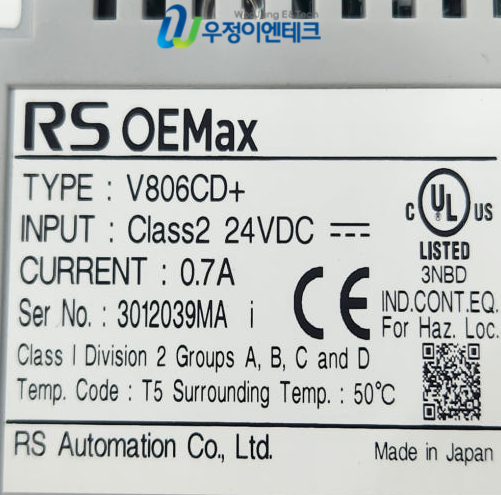 우정이엔테크
RS OEMax
TYPE : V806CD+
INPUT : Class2 24VDC
CURRENT : 0.7A
Ser No. : 3012039MA i
C UL US
LISTED
3NBD
IND.CONT.EQ.
For Haz. Loc.
CE
Class I Division 2 Groups A, B, C and D
Temp. Code : T5 Surrounding Temp. : 50°C
RS Automation Co., Ltd.
Made in Japan